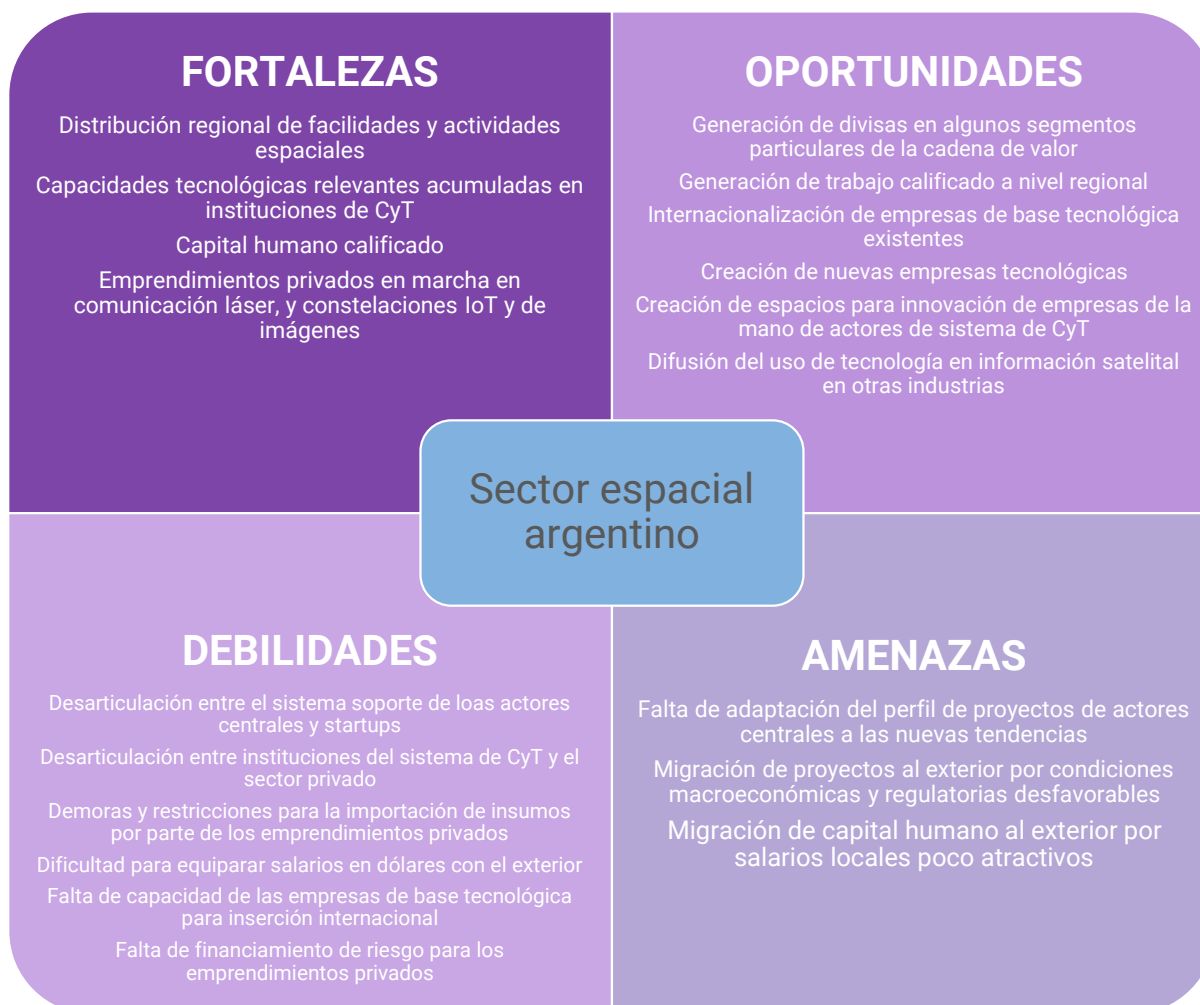 FORTALEZAS
Distribución regional de facilidades y actividades
espaciales
Capacidades tecnológicas relevantes acumuladas en
instituciones de CyT
Capital humano calificado
Emprendimientos privados en marcha en
comunicación láser, y constelaciones IoT y de
imágenes
OPORTUNIDADES
Generación de divisas en algunos segmentos
particulares de la cadena de valor
Generación de trabajo calificado a nivel regional
Internacionalización de empresas de base tecnológica
existentes
Creación de nuevas empresas tecnológicas
Creación de espacios para innovación de empresas de la
mano de actores de sistema de CyT
Difusión del uso de tecnología en información satelital
en otras industrias
Sector espacial
argentino
DEBILIDADES
Desarticulación entre el sistema soporte de loas actores
centrales y startups
Desarticulación entre instituciones del sistema de CyT y el
sector privado
Demoras y restricciones para la importación de insumos
por parte de los emprendimientos privados
Dificultad para equiparar salarios en dólares con el exterior
Falta de capacidad de las empresas de base tecnológica
para inserción internacional
Falta de financiamiento de riesgo para los
emprendimientos privados
AMENAZAS
Falta de adaptación del perfil de proyectos de actores
centrales a las nuevas tendencias
Migración de proyectos al exterior por condiciones
macroeconómicas y regulatorias desfavorables
Migración de capital humano al exterior por
salarios locales poco atractivos